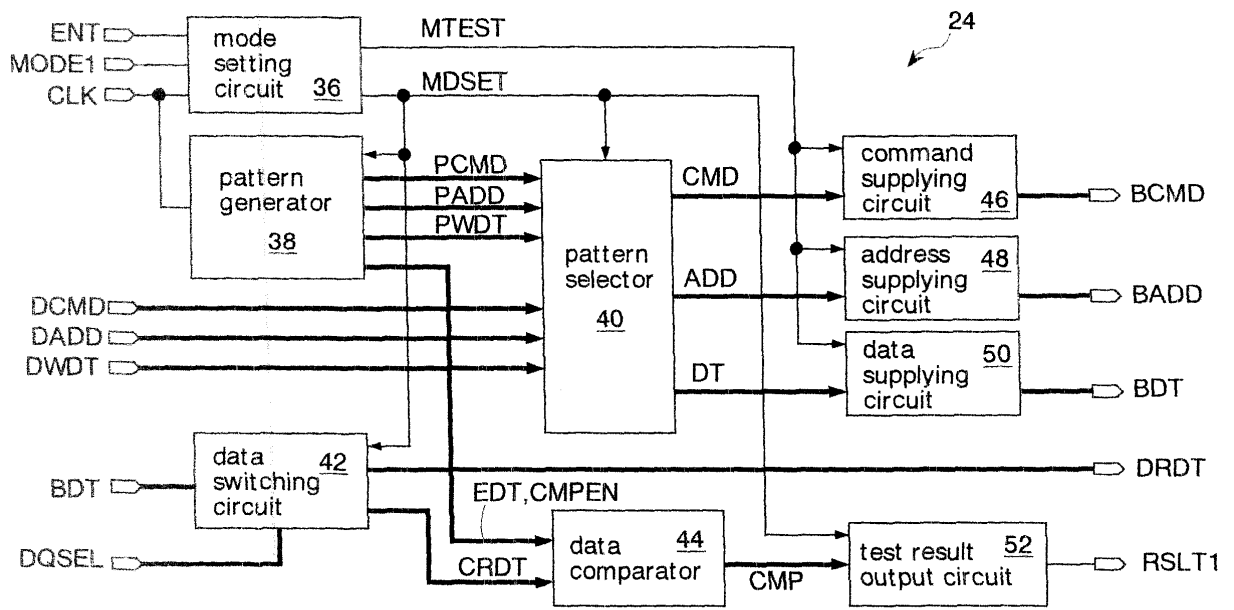 24
ENT
MODE1
CLK
mode
setting
circuit 36
MTEST
MDSET
pattern
generator
38
PCMD
PADD
PWDT
DCMD
DADD
DWDT
pattern
selector
40
CMD
ADD
DT
command
supplying
circuit 46
BCMD
address 48
supplying
circuit
BADD
data 50
supplying
circuit
BDT
BDT
DQSEL
data 42
switching
circuit
DRDT
EDT,CMPEN
CRDT
data 44
comparator
CMP
test result 52
output circuit
RSLT1